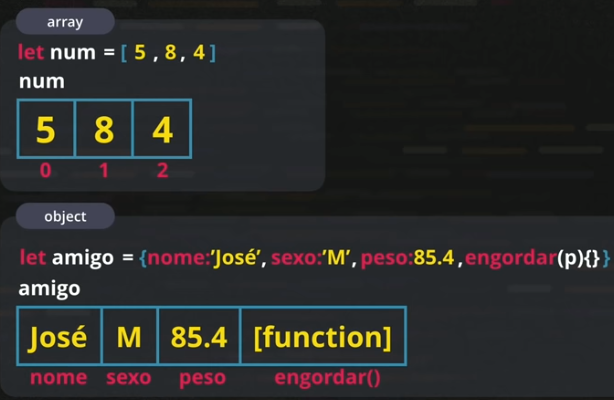 array
let num = [ 5 , 8 , 4 ]
num
5 8 4
0 1 2
object
let amigo = {nome:'José', sexo:'M', peso:85.4 ,engordar(p){}}
amigo
José M 85.4 [function]
nome sexo peso engordar()